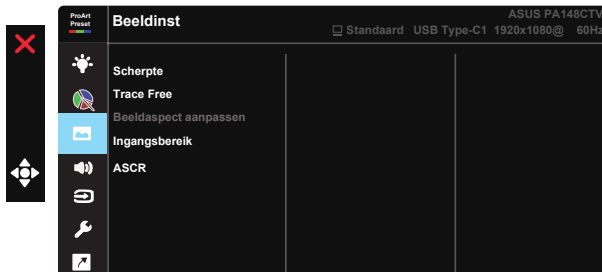 ProArt
Preset
Beeldinst
ASUS PA148CTV
Standaard USB Type-C1 1920x1080@ 60Hz
Scherpte
Trace Free
Beeldaspect aanpassen
Ingangsbereik
ASCR